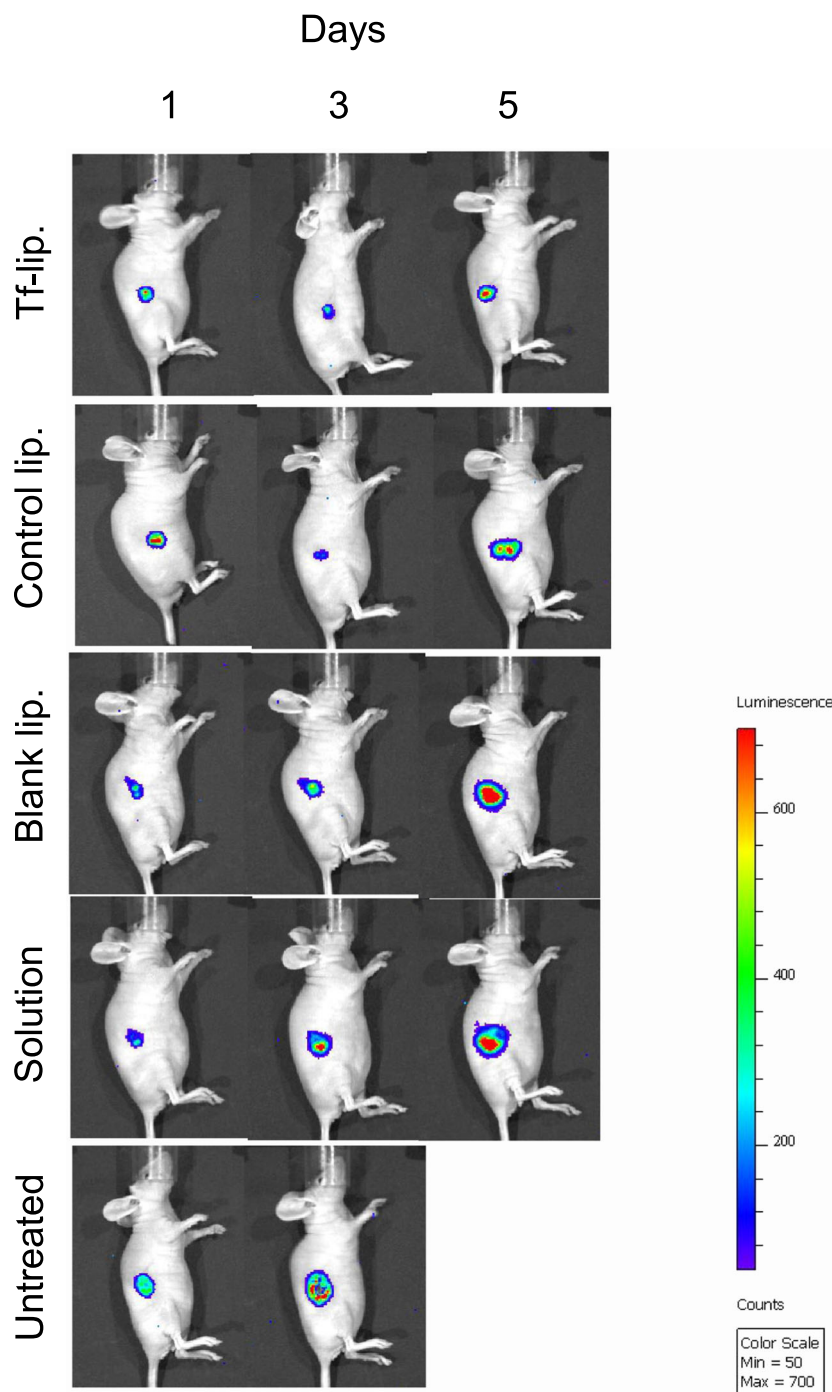 Days
1 3 5
Tf-lip.
Control lip.
Blank lip.
Solution
Untreated
Luminescence
600
400
200
Counts
Color Scale
Min = 50
Max = 700